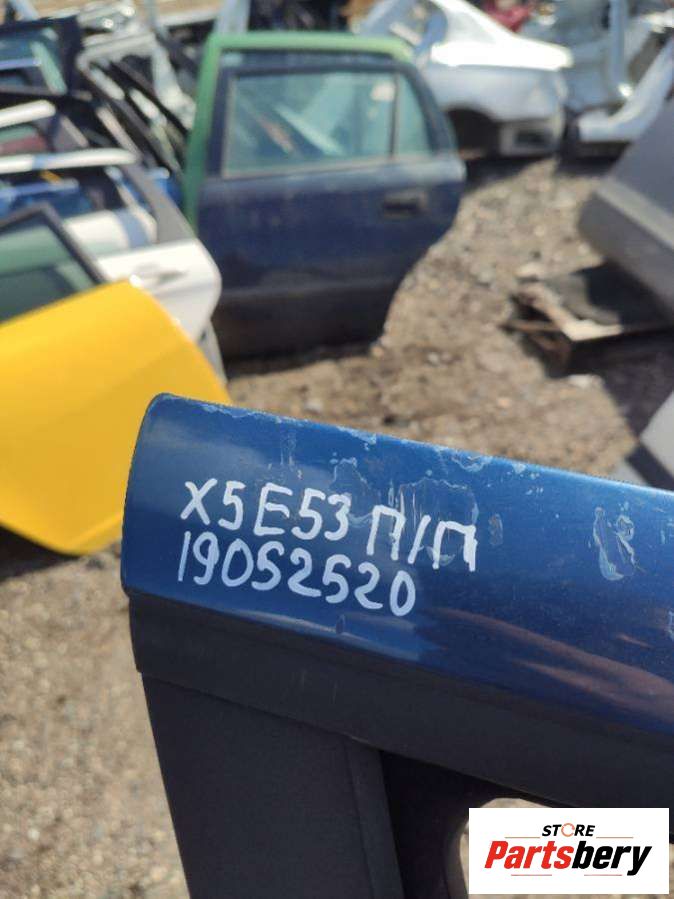 X5E53 П/П
19052520
STORE
Partsbery